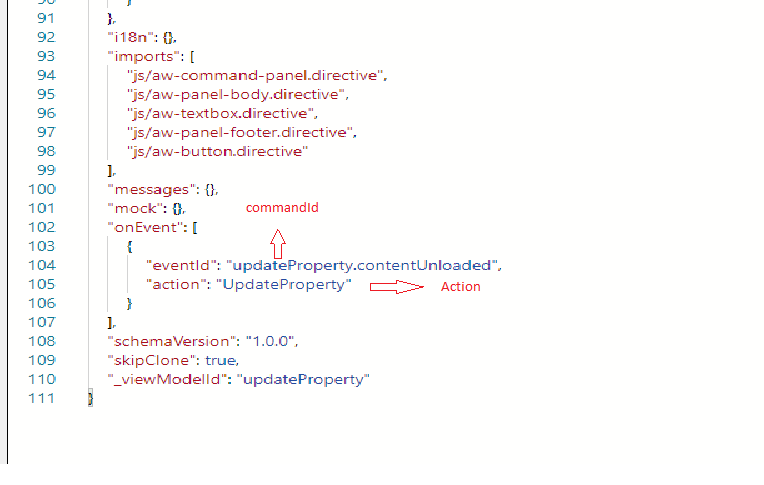 90 }
91 },
92 "i18n": {},
93 "imports": [
94 "js/aw-command-panel.directive",
95 "js/aw-panel-body.directive",
96 "js/aw-textbox.directive",
97 "js/aw-panel-footer.directive",
98 "js/aw-button.directive"
99 ],
100 "messages": {},
101 "mock": {}, commandId
102 "onEvent": [
103 {
104 "eventId": "updateProperty.contentUnloaded",
105 "action": "UpdateProperty" Action
106 }
107 ],
108 "schemaVersion": "1.0.0",
109 "skipClone": true,
110 "_viewModelId": "updateProperty"
111 }